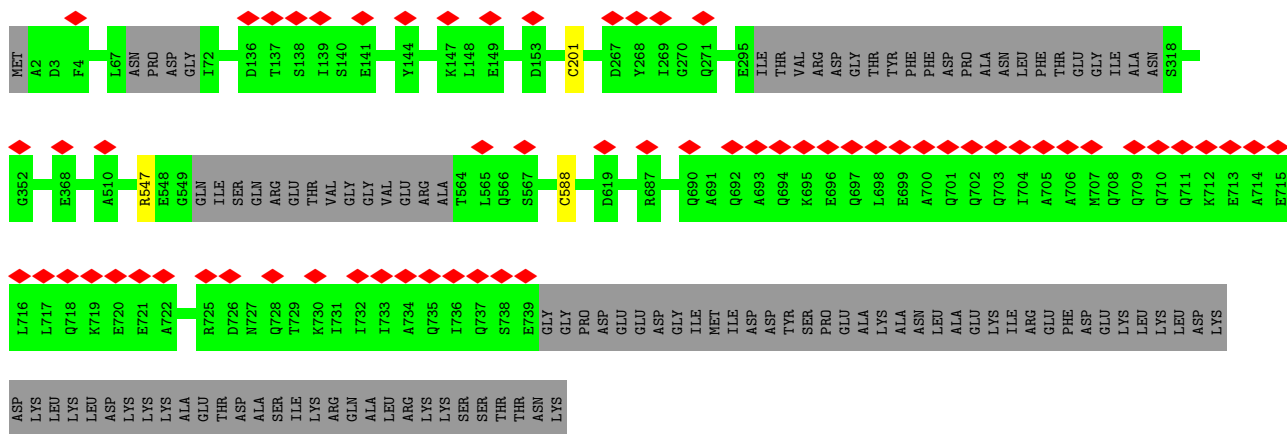 MET A2 D3 F4 L67 ASN PRO ASP GLY I72 D136 T137 S138 I139 S140 E141 Y144 K147 L148 E149 D153 C201 D267 Y268 I269 G270 Q271 E295 ILE THR VAL ARG ASP GLY THR TYR PHE PHE ASP PRO ALA ASN LEU PHE THR GLU GLY ILE ALA ASN S318
G352 E368 A510 R547 E548 G549 GLN ILE SER GLN ARG GLU THR VAL GLY GLY VAL GLU ARG ALA T564 L565 Q566 S567 C588 D619 R687 Q690 A691 Q692 A693 Q694 K695 E696 Q697 L698 E699 A700 Q701 Q702 Q703 I704 A705 A706 M707 Q708 Q709 Q710 Q711 K712 E713 A714 E715
L716 L717 Q718 K719 E720 E721 A722 R725 D726 N727 Q728 T729 K730 I731 I732 I733 A734 Q735 I736 Q737 S738 E739 GLY GLY PRO ASP GLU GLU ASP GLY ILE MET ILE ASP ASP TYR SER PRO GLU ALA LYS ALA ASN LEU ALA GLU LYS ILE ARG GLU PHE ASP GLU LYS LEU LYS LEU ASP LYS
ASP LYS LEU LYS LEU ASP LYS LYS LYS ALA GLU THR ASP ALA SER ILE LYS ARG GLN ALA LEU ARG LYS LYS SER SER THR THR ASN LYS